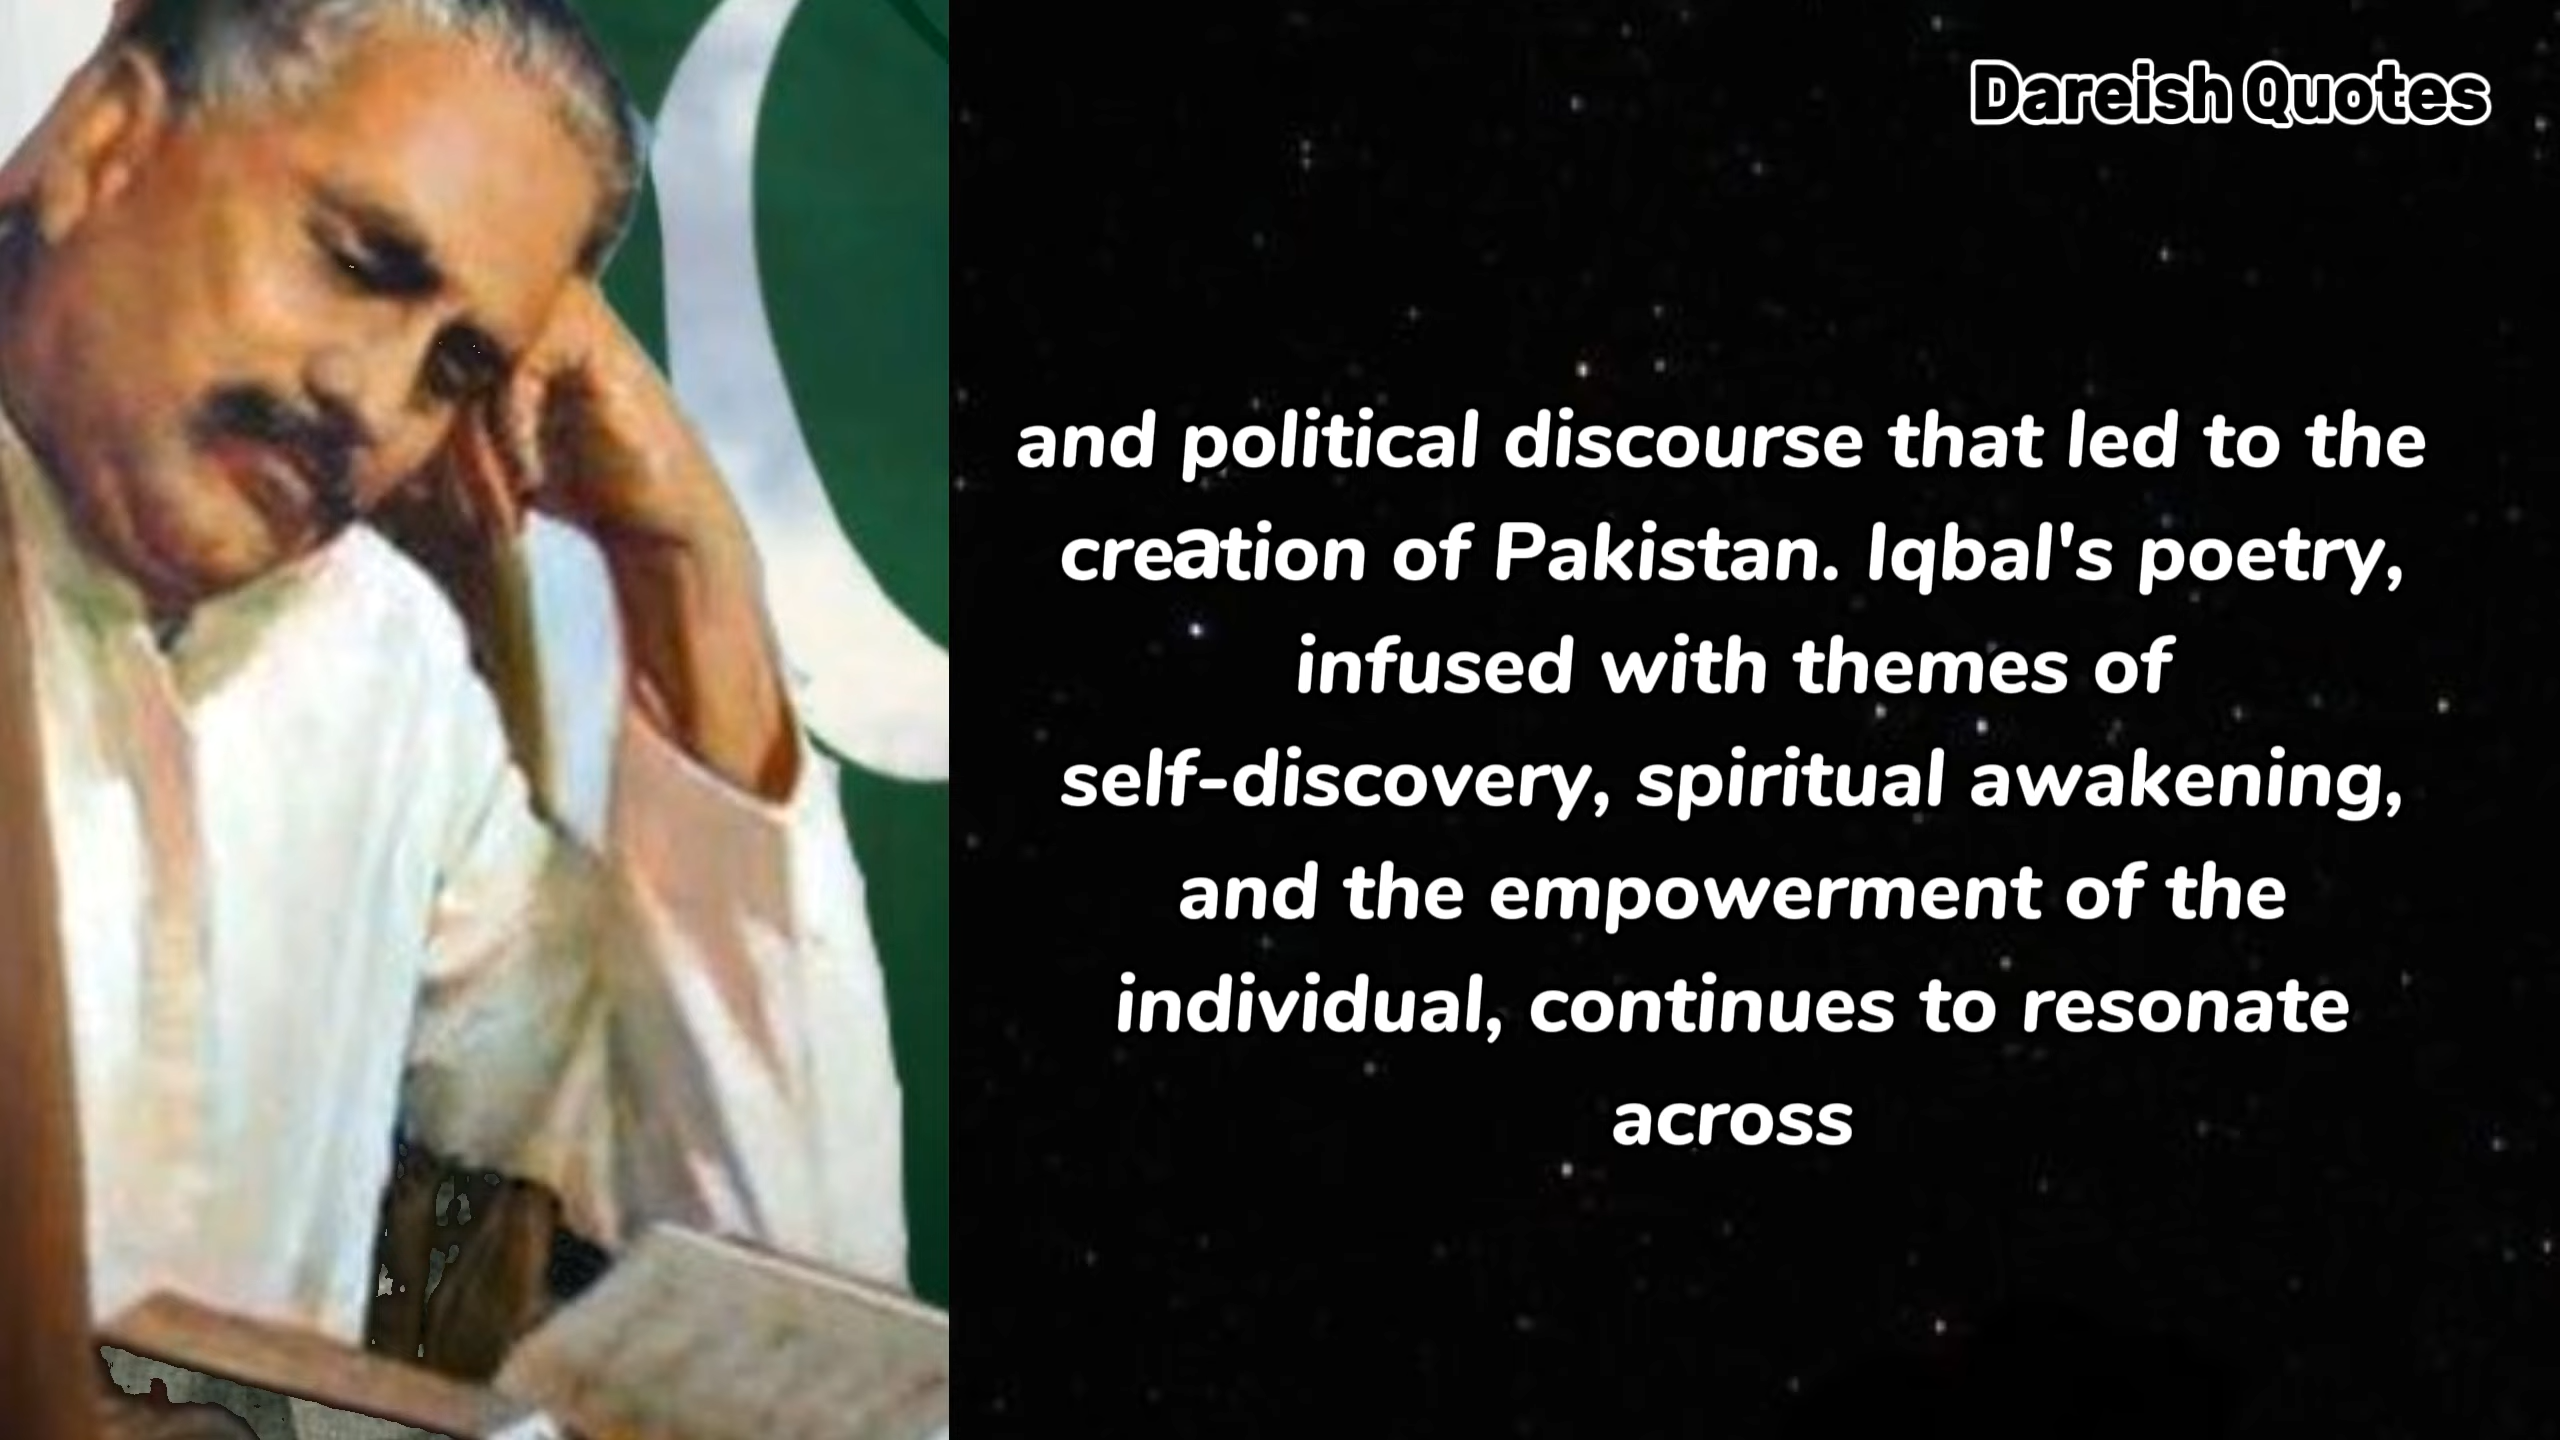 Dareish Quotes
and political discourse that led to the
creation of Pakistan. Iqbal's poetry,
infused with themes of
self-discovery, spiritual awakening,
and the empowerment of the
individual, continues to resonate
across